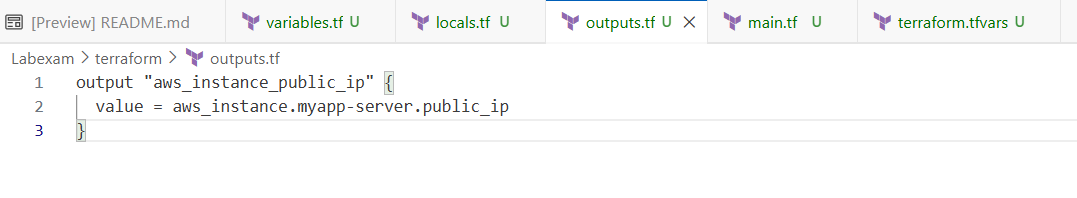 [Preview] README.md variables.tf U locals.tf U outputs.tf U main.tf U terraform.tfvars U
Labexam > terraform > outputs.tf
1 output "aws_instance_public_ip" {
2   value = aws_instance.myapp-server.public_ip
3 }